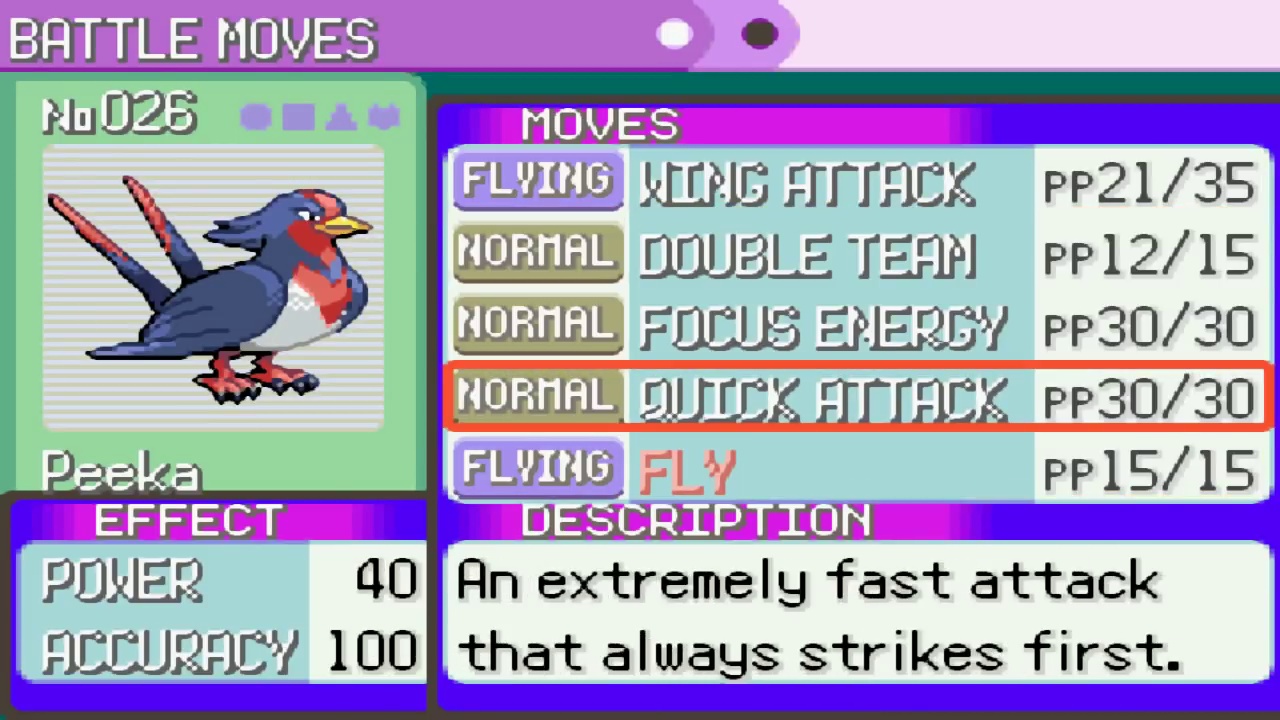 BATTLE MOVES
No026
Peeka
MOVES
FLYING WING ATTACK PP21/35
NORMAL DOUBLE TEAM PP12/15
NORMAL FOCUS ENERGY PP30/30
NORMAL QUICK ATTACK PP30/30
FLYING FLY PP15/15
EFFECT
POWER 40
ACCURACY 100
DESCRIPTION
An extremely fast attack
that always strikes first.